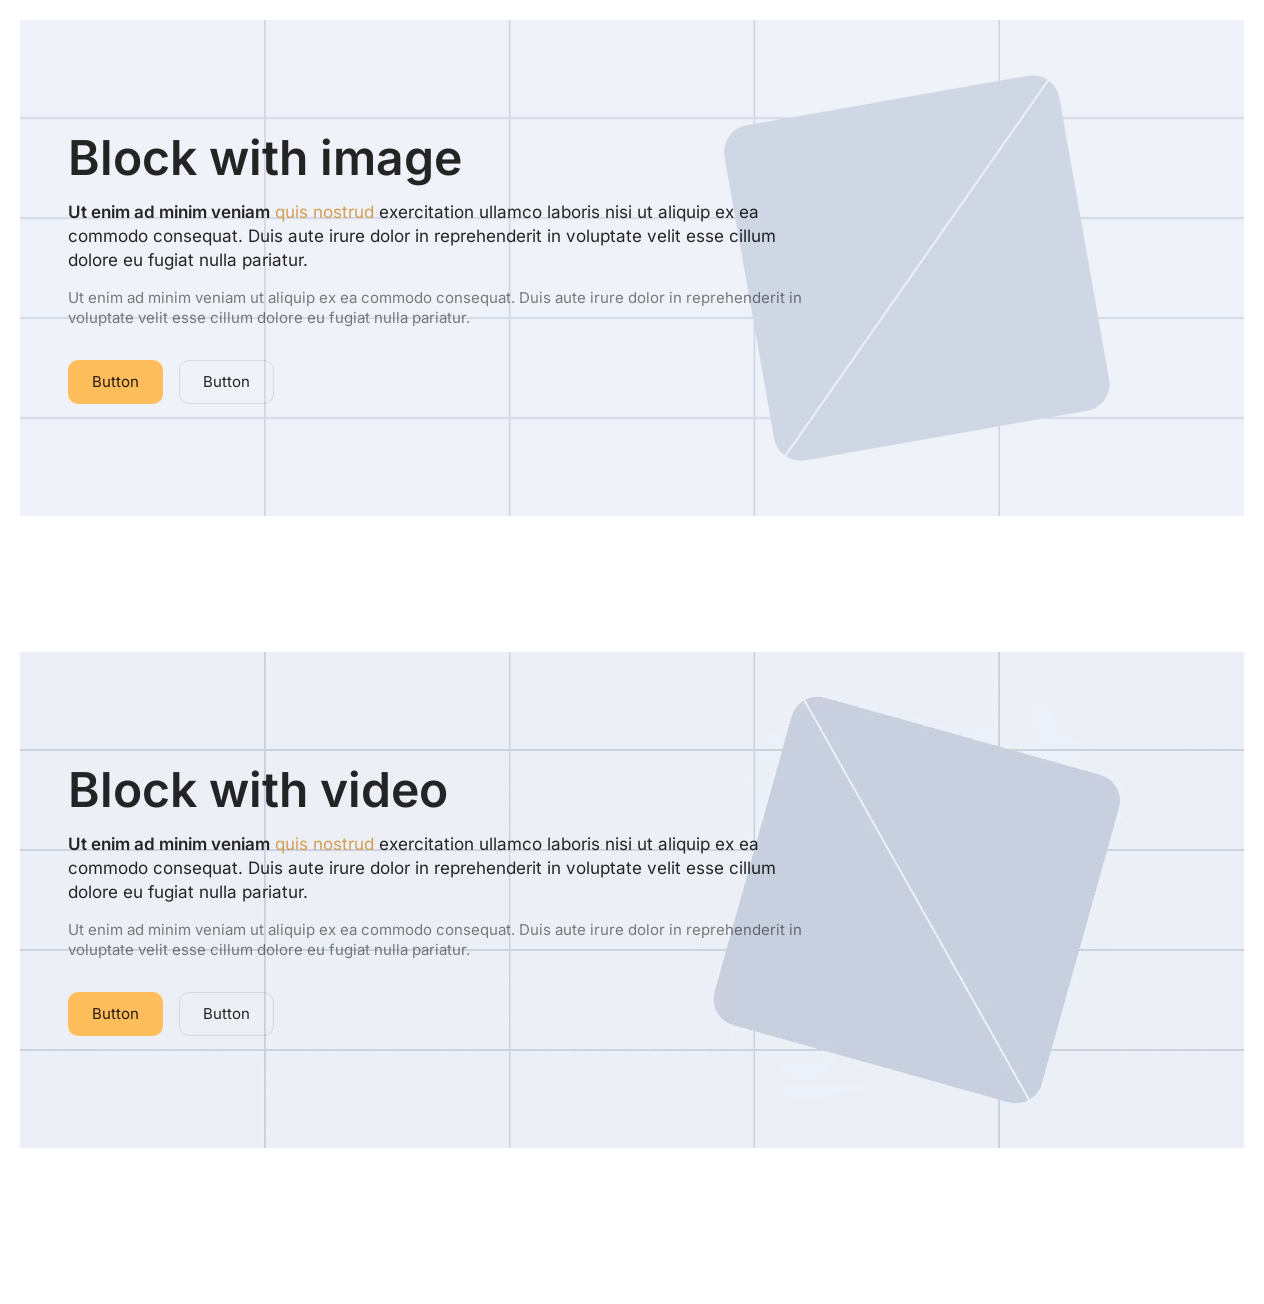 Block with image
Ut enim ad minim veniam quis nostrud exercitation ullamco laboris nisi ut aliquip ex ea
commodo consequat. Duis aute irure dolor in reprehenderit in voluptate velit esse cillum
dolore eu fugiat nulla pariatur.
Ut enim ad minim veniam ut aliquip ex ea commodo consequat. Duis aute irure dolor in reprehenderit in
voluptate velit esse cillum dolore eu fugiat nulla pariatur.
Button Button
Block with video
Ut enim ad minim veniam quis nostrud exercitation ullamco laboris nisi ut aliquip ex ea
commodo consequat. Duis aute irure dolor in reprehenderit in voluptate velit esse cillum
dolore eu fugiat nulla pariatur.
Ut enim ad minim veniam ut aliquip ex ea commodo consequat. Duis aute irure dolor in reprehenderit in
voluptate velit esse cillum dolore eu fugiat nulla pariatur.
Button Button